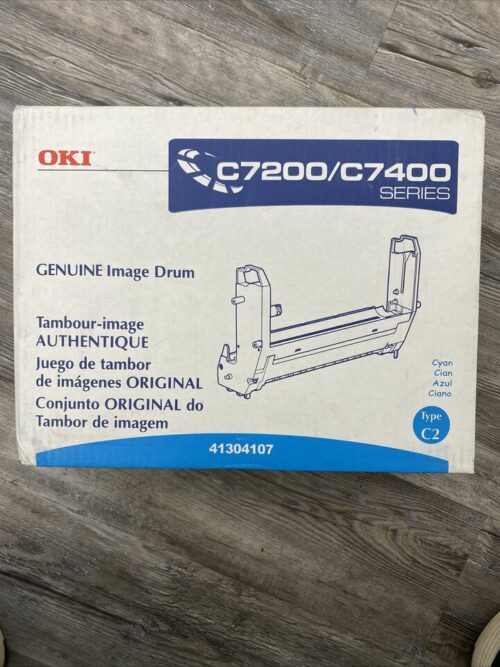 OKI
C7200/C7400
SERIES
GENUINE Image Drum
Tambour-image
AUTHENTIQUE
Juego de tambor
de imágenes ORIGINAL
Conjunto ORIGINAL do
Tambor de imagem
Cyan
Cian
Azul
Ciano
Type
C2
41304107